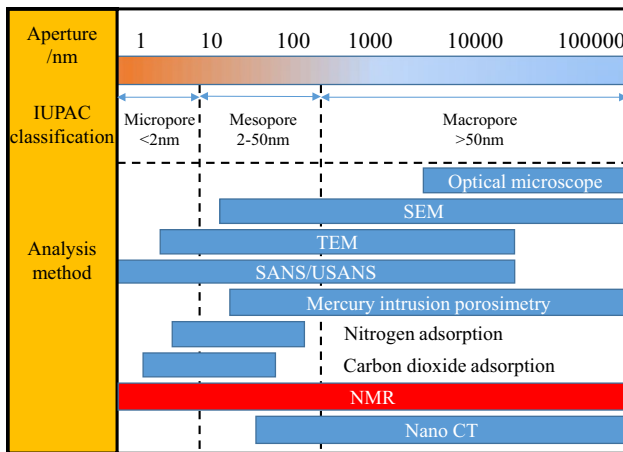 Aperture
/nm
1 10 100 1000 10000 100000
IUPAC
classification
Micropore
<2nm
Mesopore
2-50nm
Macropore
>50nm
Analysis
method
Optical microscope
SEM
TEM
SANS/USANS
Mercury intrusion porosimetry
Nitrogen adsorption
Carbon dioxide adsorption
NMR
Nano CT